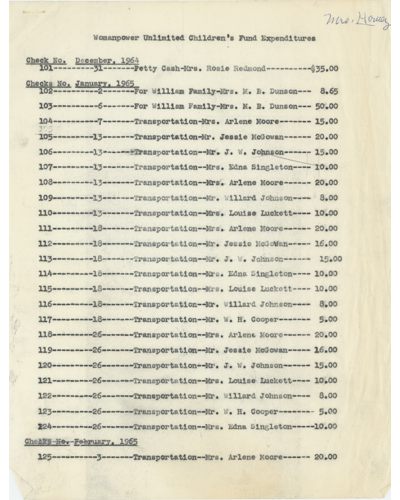 Mrs. Harvey
Womanpower Unlimited Children's Fund Expenditures
Check No. December, 1964
101---------31----Petty Cash-Mrs. Rosie Redmond-----------$35.00
Checks No. January, 1965
102----------2----For William Family-Mrs. M. B. Dunson--- 8.65
103----------6----For William Family-Mrs. M. B. Dunson--- 50.00
104----------7----Transportation-Mrs. Arlene Moore------- 15.00
105---------13----Transportation-Mr. Jessie McGowan------ 20.00
106---------13----Transportation--Mr. J. W. Johnson------ 15.00
107---------13----Transportation--Mrs. Edna Singleton---- 10.00
108---------13----Transportation--Mrs. Arlene Moore------ 20.00
109---------13----Transportation--Mr. Willard Johnson---- 8.00
110---------13----Transportation--Mrs. Louise Luckett---- 10.00
111---------18----Transportation--Mrs. Arlene Moore------ 20.00
112---------18----Transportation--Mr. Jessie McGowan----- 16.00
113---------18----Transportation--Mr. J. W. Johnson------ 15.00
114---------18----Transportation--Mrs. Edna Singleton---- 10.00
115---------18----Transportation--Mrs. Louise Luckett---- 10.00
116---------18----Transportation--Mr. Willard Johnson---- 8.00
117---------18----Transportation--Mr. W. H. Cooper------- 5.00
118---------26----Transportation--Mrs. Arlene Moore------ 20.00
119---------26----Transportation--Mr. Jessie McGowan----- 16.00
120---------26----Transportation--Mr. J. W. Johnson------ 15.00
121---------26----Transportation--Mrs. Louise Luckett---- 10.00
122---------26----Transportation--Mr. Willard Johnson---- 8.00
123---------26----Transportation--Mr. W. H. Cooper------- 5.00
124---------26----Transportation--Mrs. Edna Singleton----10.00
Checks No. February, 1965
125----------3----Transportation--Mrs. Arlene Moore------ 20.00